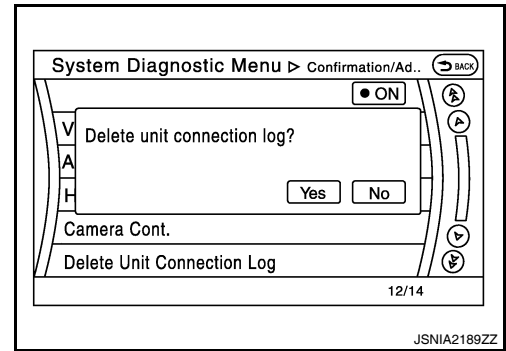 System Diagnostic Menu ▷ Confirmation/Ad.. BACK
● ON
V
Delete unit connection log?
A
H
Yes No
Camera Cont.
Delete Unit Connection Log
12/14
JSNIA2189ZZ